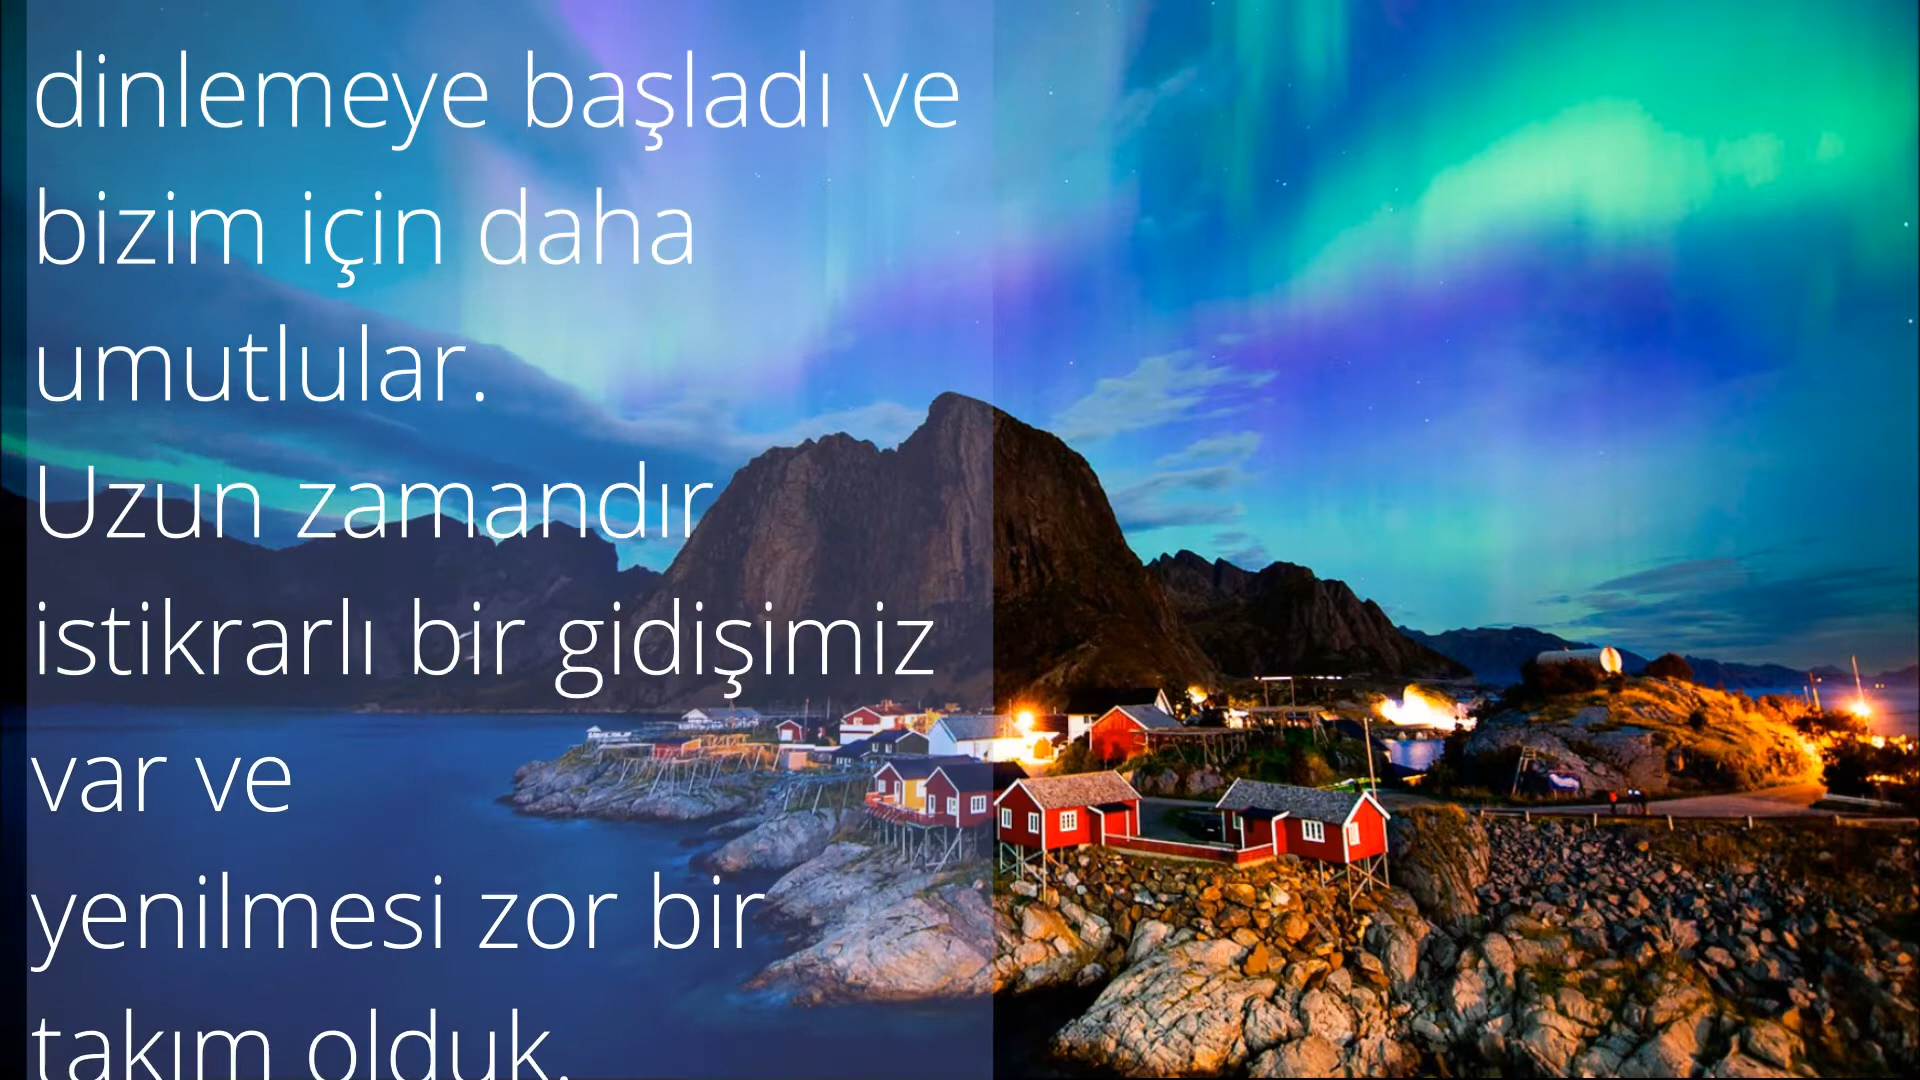 dinlemeye başladı ve
bizim için daha
umutlular.
Uzun zamandır
istikrarlı bir gidişimiz
var ve
yenilmesi zor bir
takım olduk.